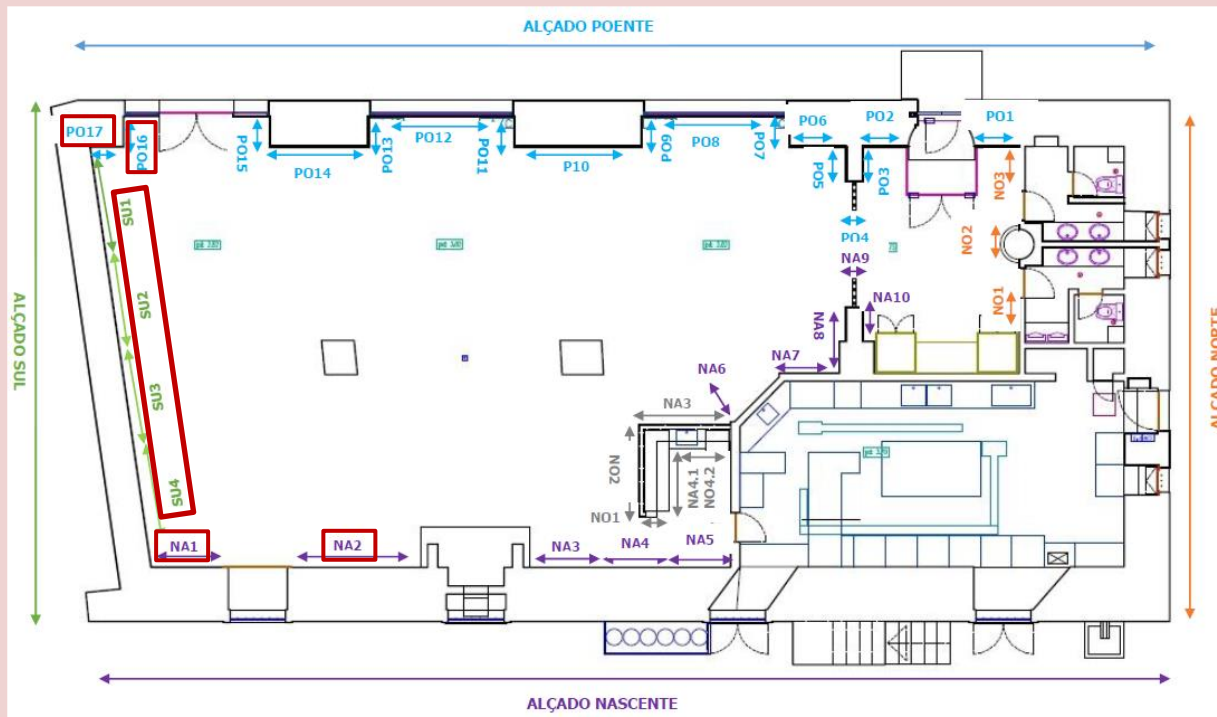 ALÇADO POENTE
PO17
PO16
PO15
PO14
PO13
PO12
PO11
P10
PO9
PO8
PO7
PO6
PO5
PO2
PO3
PO1
NO3
SU1
PO4
NO2
NA9
SU2
NA10
NO1
NA8
ALÇADO SUL
ALÇADO NORTE
SU3
NA7
NA6
NA3
NO2
NA4.1
NO4.2
SU4
NO1
NA1
NA2
NA3
NA4
NA5
ALÇADO NASCENTE